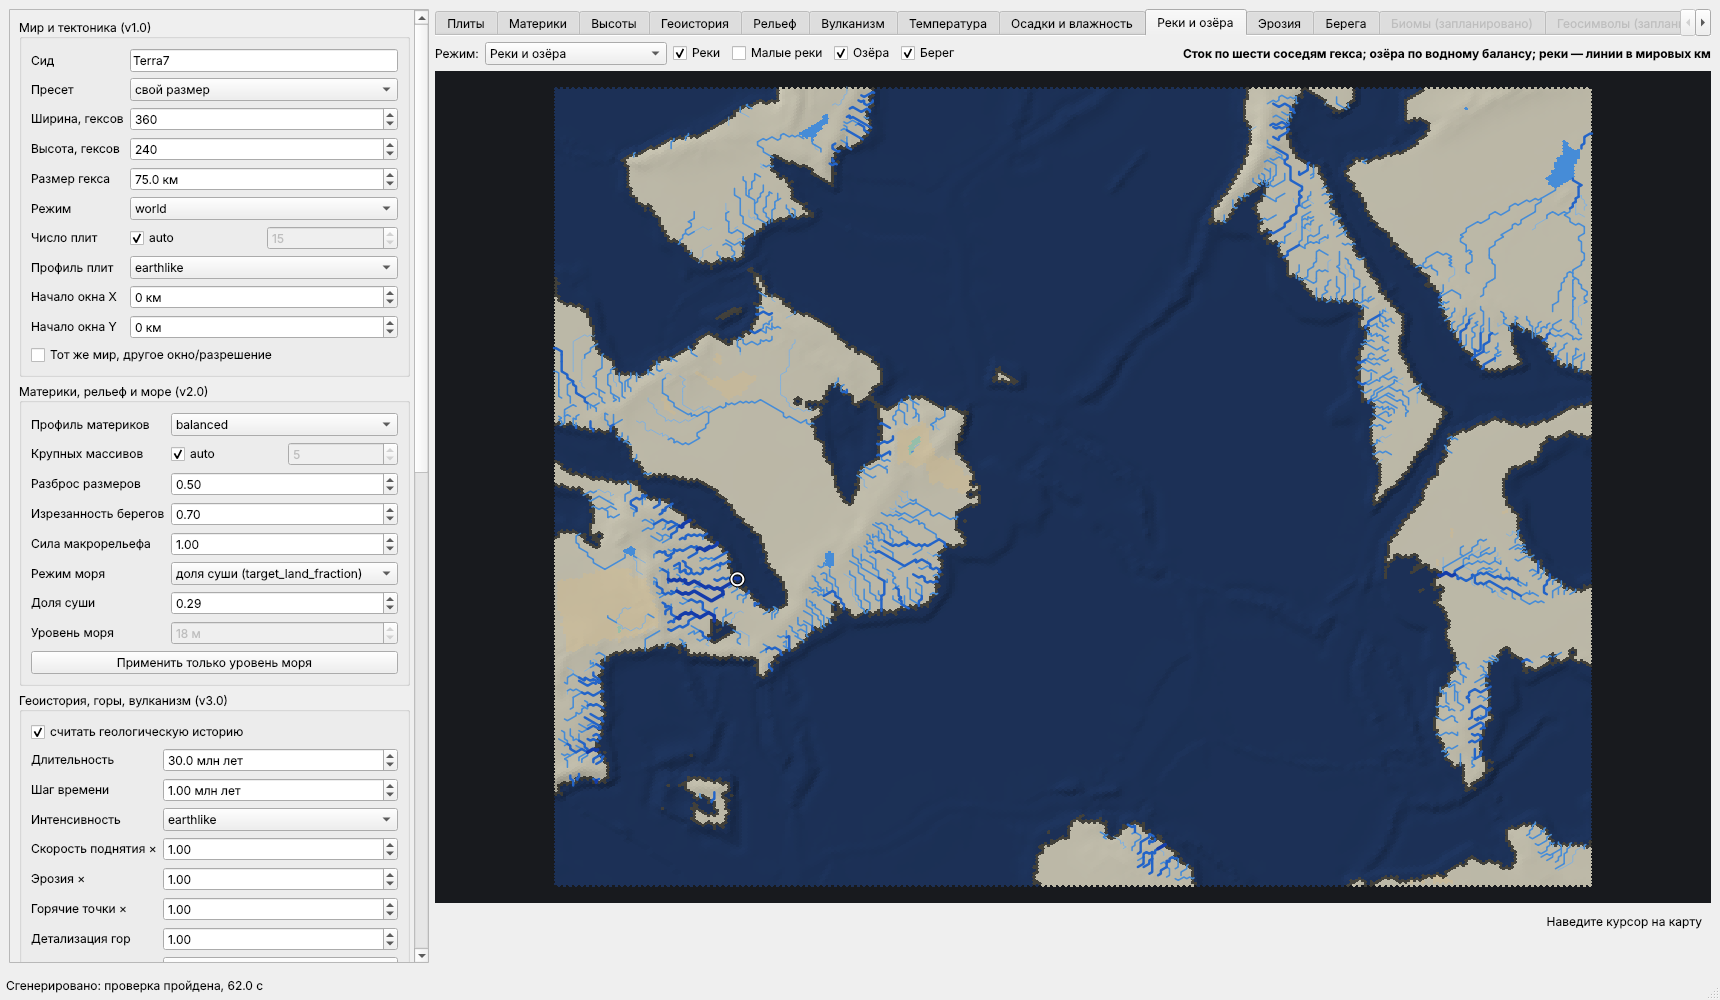 Мир и тектоника (v1.0)
Сид
Terra7
Пресет
свой размер
Ширина, гексов
360
Высота, гексов
240
Размер гекса
75.0 км
Режим
world
Число плит
auto
15
Профиль плит
earthlike
Начало окна X
0 км
Начало окна Y
0 км
Тот же мир, другое окно/разрешение
Материки, рельеф и море (v2.0)
Профиль материков
balanced
Крупных массивов
auto
5
Разброс размеров
0.50
Изрезанность берегов
0.70
Сила макрорельефа
1.00
Режим моря
доля суши (target_land_fraction)
Доля суши
0.29
Уровень моря
18 м
Применить только уровень моря
Геоистория, горы, вулканизм (v3.0)
считать геологическую историю
Длительность
30.0 млн лет
Шаг времени
1.00 млн лет
Интенсивность
earthlike
Скорость поднятия ×
1.00
Эрозия ×
1.00
Горячие точки ×
1.00
Детализация гор
1.00
Плиты Материки Высоты Геоистория Рельеф Вулканизм Температура Осадки и влажность Реки и озёра Эрозия Берега Биомы (запланировано) Геосимволы
Режим: Реки и озёра Реки Малые реки Озёра Берег
Сток по шести соседям гекса; озёра по водному балансу; реки — линии в мировых км
Наведите курсор на карту
Сгенерировано: проверка пройдена, 62.0 с